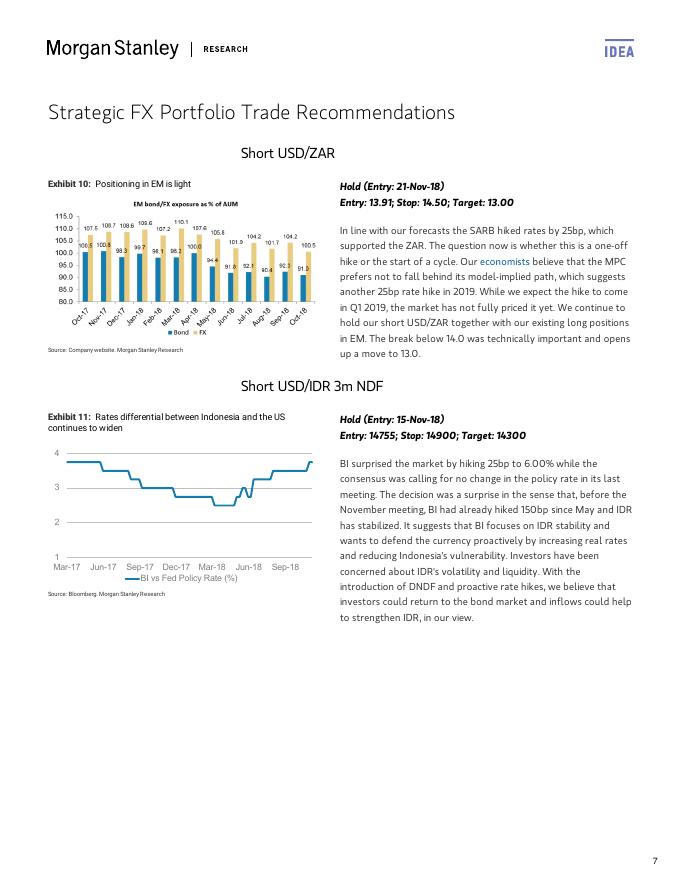 Morgan Stanley | RESEARCH
IDEA
Strategic FX Portfolio Trade Recommendations
Short USD/ZAR
Exhibit 10: Positioning in EM is light
EM bond/FX exposure as % of AUM
115.0
110.0
105.0
100.0
95.0
90.0
85.0
80.0
100.5 107.5 100.8 108.7 98.3 108.6 99.7 109.6 98.1 107.2 98.2 110.1 100.0 107.6 94.4 105.8 91.8 101.9 92.1 104.2 90.4 101.7 92.3 104.2 91.0 100.5
Oct-17 Nov-17 Dec-17 Jan-18 Feb-18 Mar-18 Apr-18 May-18 Jun-18 Jul-18 Aug-18 Sep-18 Oct-18
Bond FX
Source: Company website. Morgan Stanley Research
Hold (Entry: 21-Nov-18)
Entry: 13.91; Stop: 14.50; Target: 13.00
In line with our forecasts the SARB hiked rates by 25bp, which
supported the ZAR. The question now is whether this is a one-off
hike or the start of a cycle. Our economists believe that the MPC
prefers not to fall behind its model-implied path, which suggests
another 25bp rate hike in 2019. While we expect the hike to come
in Q1 2019, the market has not fully priced it yet. We continue to
hold our short USD/ZAR together with our existing long positions
in EM. The break below 14.0 was technically important and opens
up a move to 13.0.
Short USD/IDR 3m NDF
Exhibit 11: Rates differential between Indonesia and the US
continues to widen
4
3
2
1
Mar-17 Jun-17 Sep-17 Dec-17 Mar-18 Jun-18 Sep-18
BI vs Fed Policy Rate (%)
Source: Bloomberg. Morgan Stanley Research
Hold (Entry: 15-Nov-18)
Entry: 14755; Stop: 14900; Target: 14300
BI surprised the market by hiking 25bp to 6.00% while the
consensus was calling for no change in the policy rate in its last
meeting. The decision was a surprise in the sense that, before the
November meeting, BI had already hiked 150bp since May and IDR
has stabilized. It suggests that BI focuses on IDR stability and
wants to defend the currency proactively by increasing real rates
and reducing Indonesia's vulnerability. Investors have been
concerned about IDR's volatility and liquidity. With the
introduction of DNDF and proactive rate hikes, we believe that
investors could return to the bond market and inflows could help
to strengthen IDR, in our view.
7